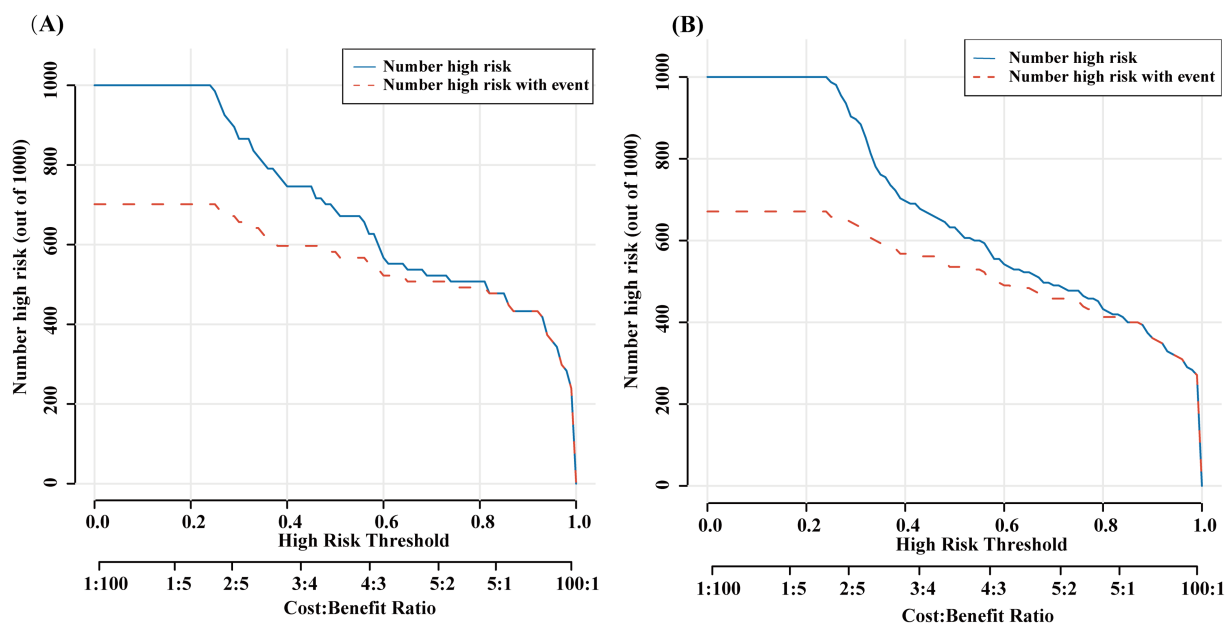 (A)
Number high risk
Number high risk with event
Number high risk (out of 1000)
1000
800
600
400
200
0
0.0 0.2 0.4 0.6 0.8 1.0
High Risk Threshold
1:100 1:5 2:5 3:4 4:3 5:2 5:1 100:1
Cost:Benefit Ratio
(B)
Number high risk
Number high risk with event
Number high risk (out of 1000)
1000
800
600
400
200
0
0.0 0.2 0.4 0.6 0.8 1.0
High Risk Threshold
1:100 1:5 2:5 3:4 4:3 5:2 5:1 100:1
Cost:Benefit Ratio